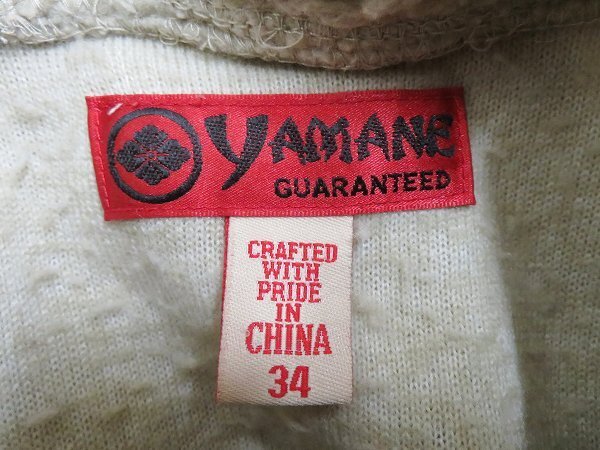 YAMANE
GUARANTEED
CRAFTED
WITH
PRIDE
IN
CHINA
34